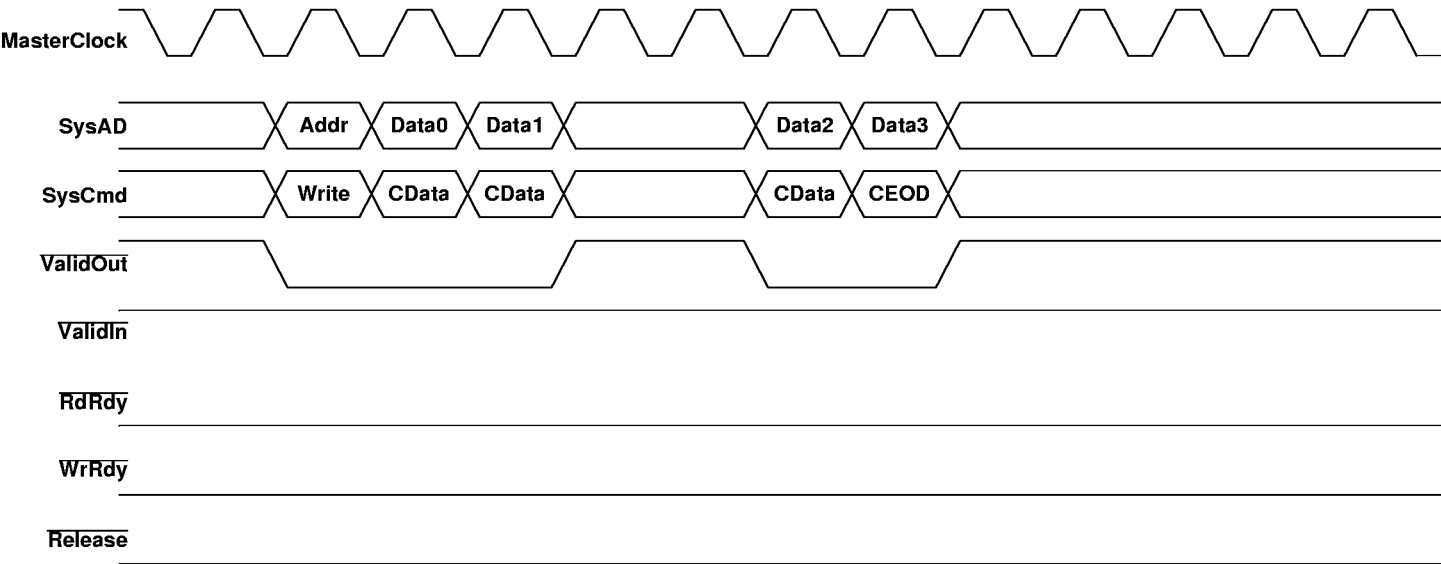 MasterClock
SysAD Addr Data0 Data1 Data2 Data3
SysCmd Write CData CData CData CEOD
ValidOut
ValidIn
RdRdy
WrRdy
Release